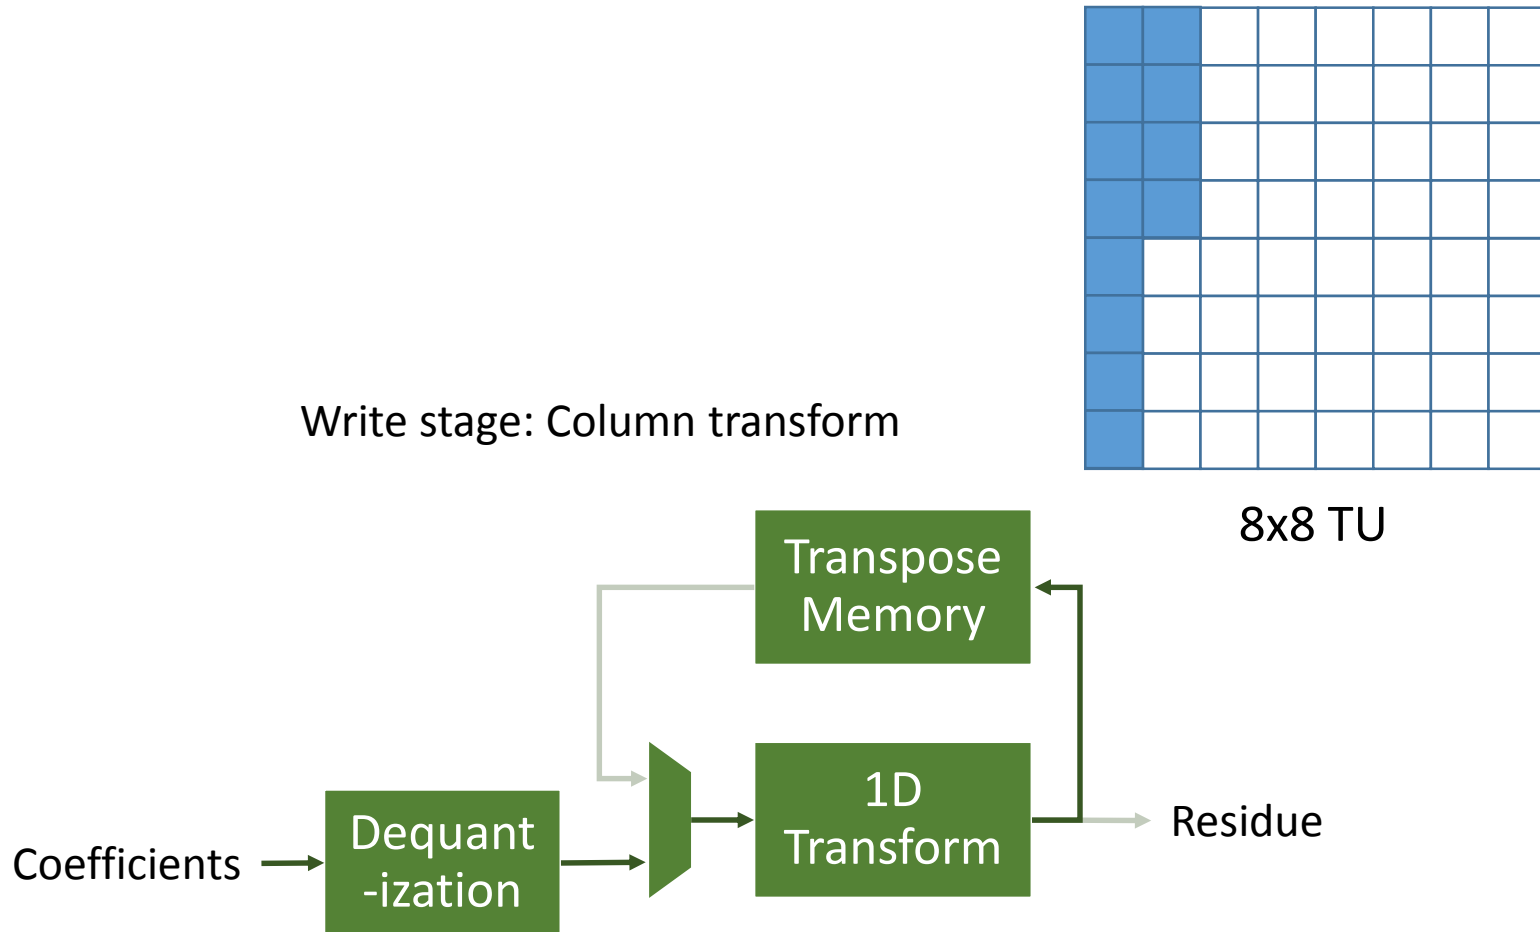 Write stage: Column transform
8x8 TU
Transpose
Memory
1D
Transform
Residue
Dequant
-ization
Coefficients